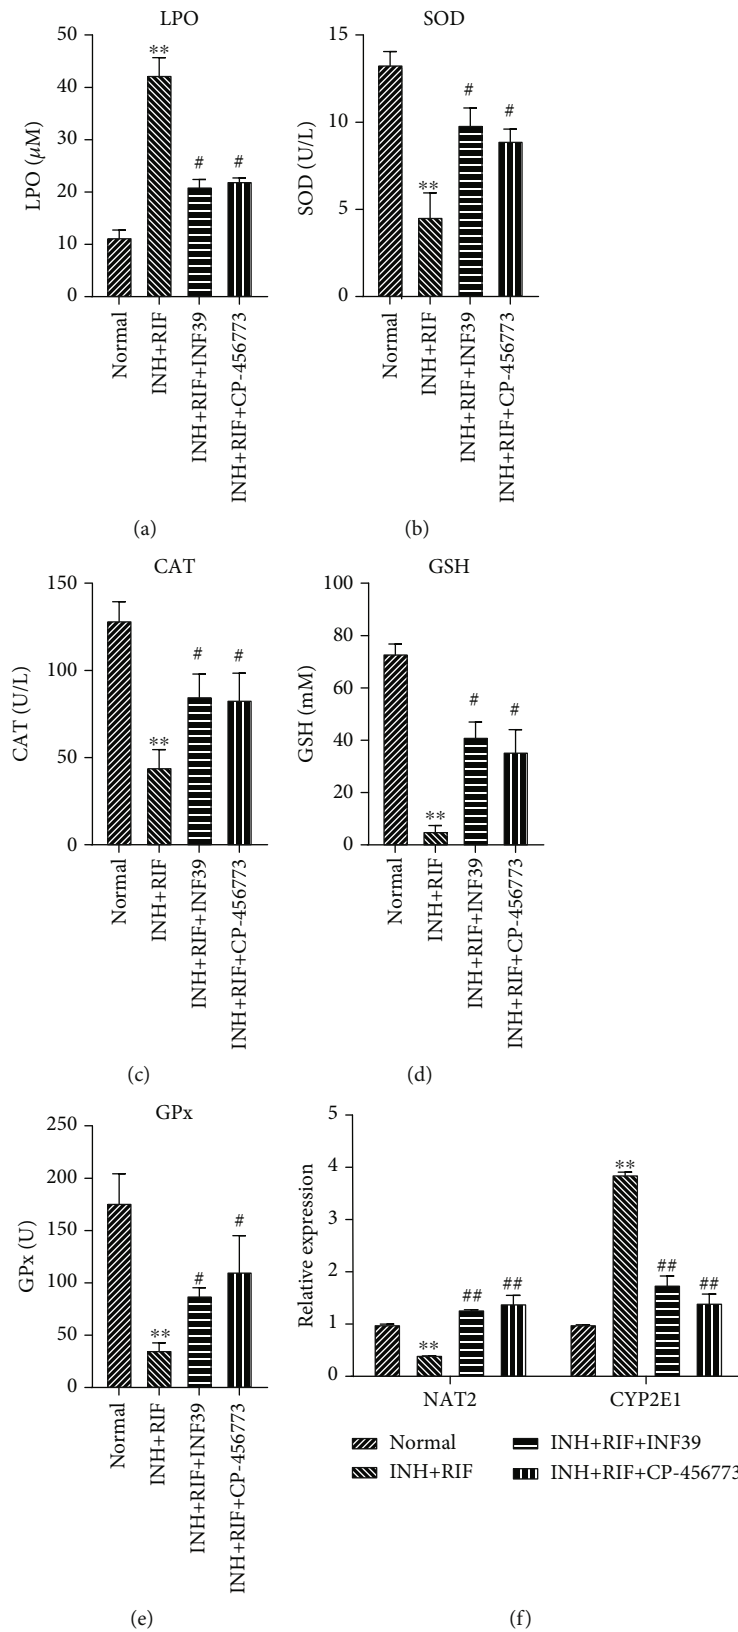 LPO
50
40
30
20
10
0
LPO (μM)
**
#
#
Normal
INH+RIF
INH+RIF+INF39
INH+RIF+CP-456773
(a)
SOD
15
10
5
0
SOD (U/L)
**
#
#
Normal
INH+RIF
INH+RIF+INF39
INH+RIF+CP-456773
(b)
CAT
150
100
50
0
CAT (U/L)
**
#
#
Normal
INH+RIF
INH+RIF+INF39
INH+RIF+CP-456773
(c)
GSH
100
80
60
40
20
0
GSH (mM)
**
#
#
Normal
INH+RIF
INH+RIF+INF39
INH+RIF+CP-456773
(d)
GPx
250
200
150
100
50
0
GPx (U)
**
#
#
Normal
INH+RIF
INH+RIF+INF39
INH+RIF+CP-456773
(e)
5
4
3
2
1
0
Relative expression
**
##
##
**
##
##
NAT2
CYP2E1
Normal
INH+RIF
INH+RIF+INF39
INH+RIF+CP-456773
(f)